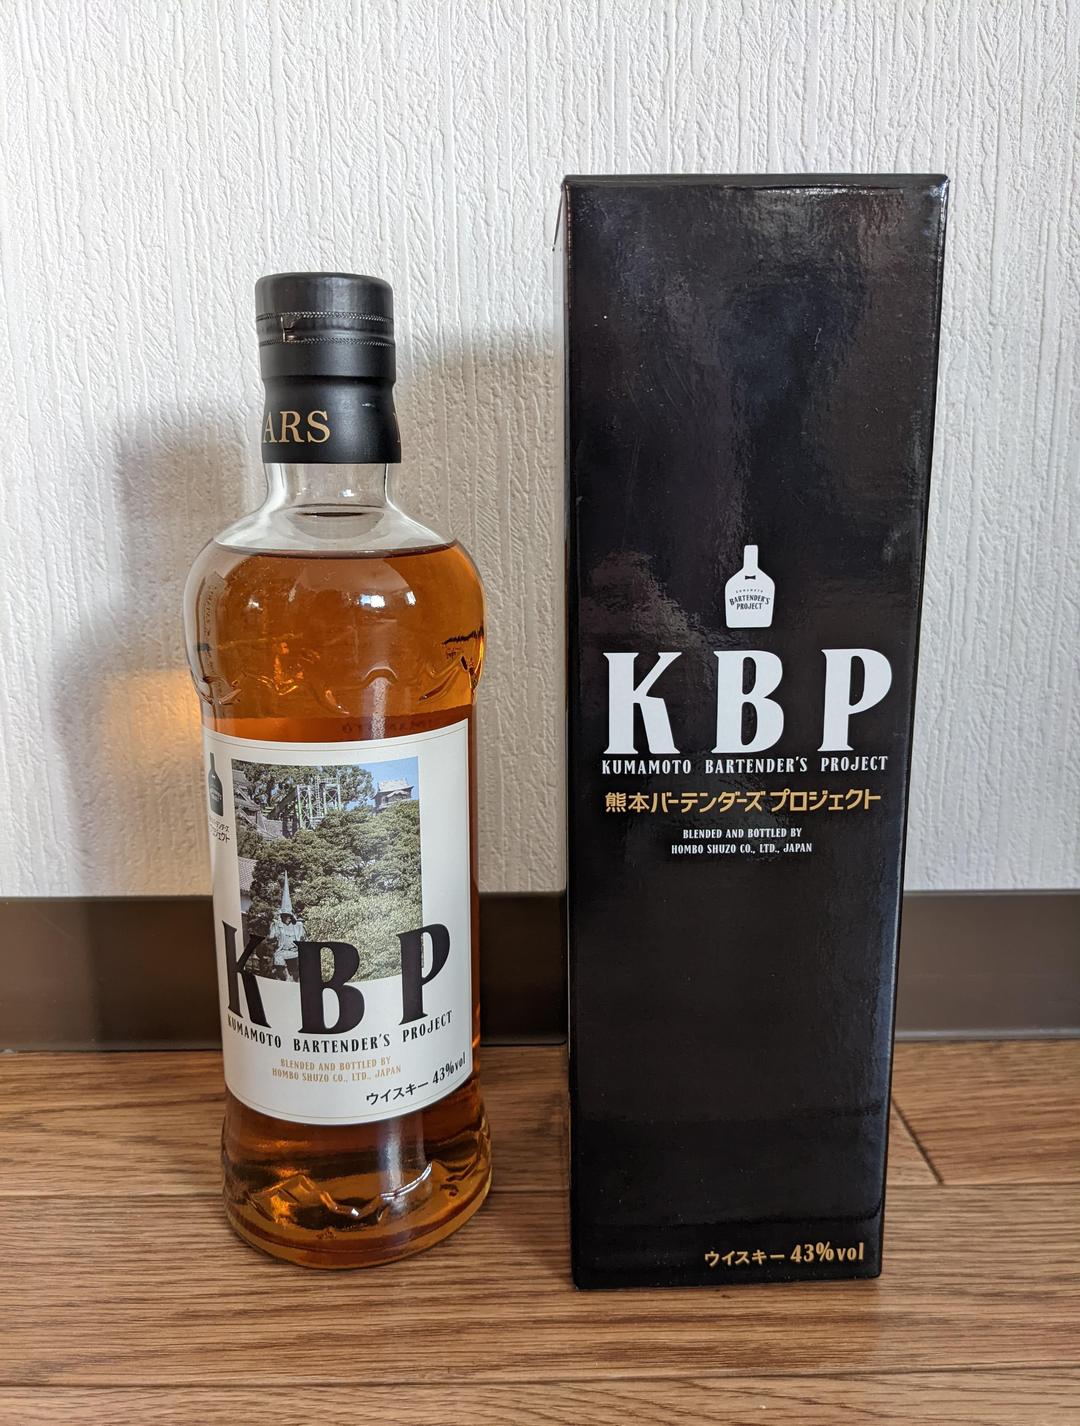 ARS
KBP
KUMAMOTO BARTENDER'S PROJECT
BLENDED AND BOTTLED BY
HOMBO SHUZO CO., LTD., JAPAN
ウイスキー 43%vol
BARTENDER'S
PROJECT
KBP
KUMAMOTO BARTENDER'S PROJECT
熊本バーテンダーズ プロジェクト
BLENDED AND BOTTLED BY
HOMBO SHUZO CO., LTD., JAPAN
ウイスキー 43%vol